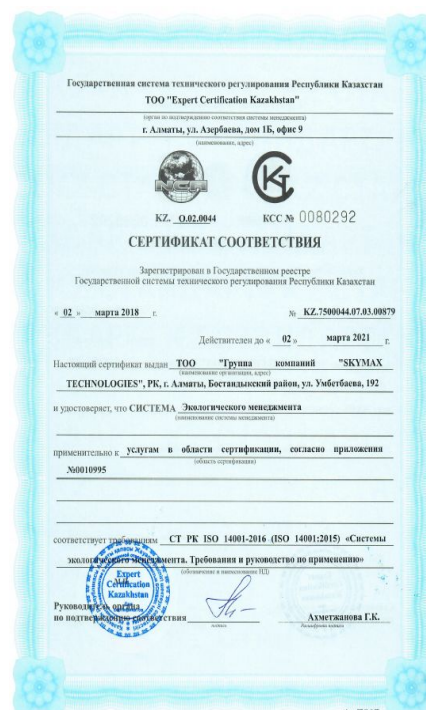 Государственная система технического регулирования Республики Казахстан
ТОО "Expert Certification Kazakhstan"
(орган по подтверждению соответствия системы менеджмента)
г. Алматы, ул. Азербаева, дом 1Б, офис 9
(наименование, адрес)
KZ. О.02.0044 КСС № 0080292
СЕРТИФИКАТ СООТВЕТСТВИЯ
Зарегистрирован в Государственном реестре
Государственной системы технического регулирования Республики Казахстан
« 02 » марта 2018 г. № KZ.7500044.07.03.00879
Действителен до « 02 » марта 2021 г.
Настоящий сертификат выдан ТОО "Группа компаний "SKYMAX
(наименование организации, адрес)
TECHNOLOGIES", РК, г. Алматы, Бостандыкский район, ул. Умбетбаева, 192
и удостоверяет, что СИСТЕМА Экологического менеджмента
(наименование системы менеджмента)
применительно к услугам в области сертификации, согласно приложения
(область сертификации)
№0010995
соответствует требованиям СТ РК ISO 14001-2016 (ISO 14001:2015) «Системы
экологического менеджмента. Требования и руководство по применению»
(обозначение и наименование НД)
Expert
Certification
Kazakhstan
Руководитель органа
по подтверждению соответствия Ахметжанова Г.К.
подпись расшифровка подписи